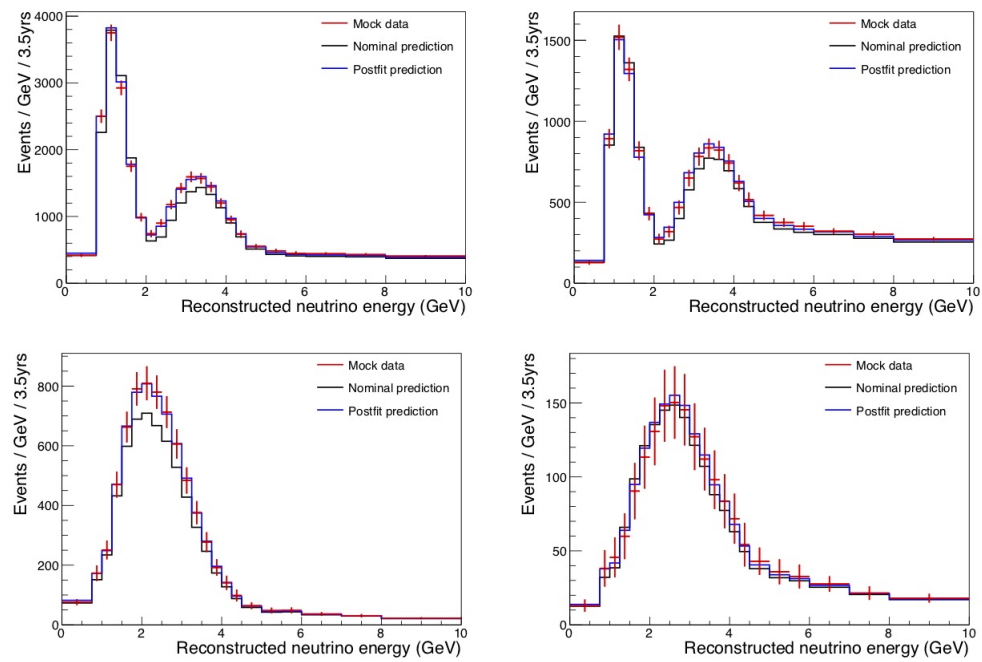 Events / GeV / 3.5yrs
4000
3000
2000
1000
0
Mock data
Nominal prediction
Postfit prediction
0 2 4 6 8 10
Reconstructed neutrino energy (GeV)
Events / GeV / 3.5yrs
1500
1000
500
0
Mock data
Nominal prediction
Postfit prediction
0 2 4 6 8 10
Reconstructed neutrino energy (GeV)
Events / GeV / 3.5yrs
800
600
400
200
0
Mock data
Nominal prediction
Postfit prediction
0 2 4 6 8 10
Reconstructed neutrino energy (GeV)
Events / GeV / 3.5yrs
150
100
50
0
Mock data
Nominal prediction
Postfit prediction
0 2 4 6 8 10
Reconstructed neutrino energy (GeV)